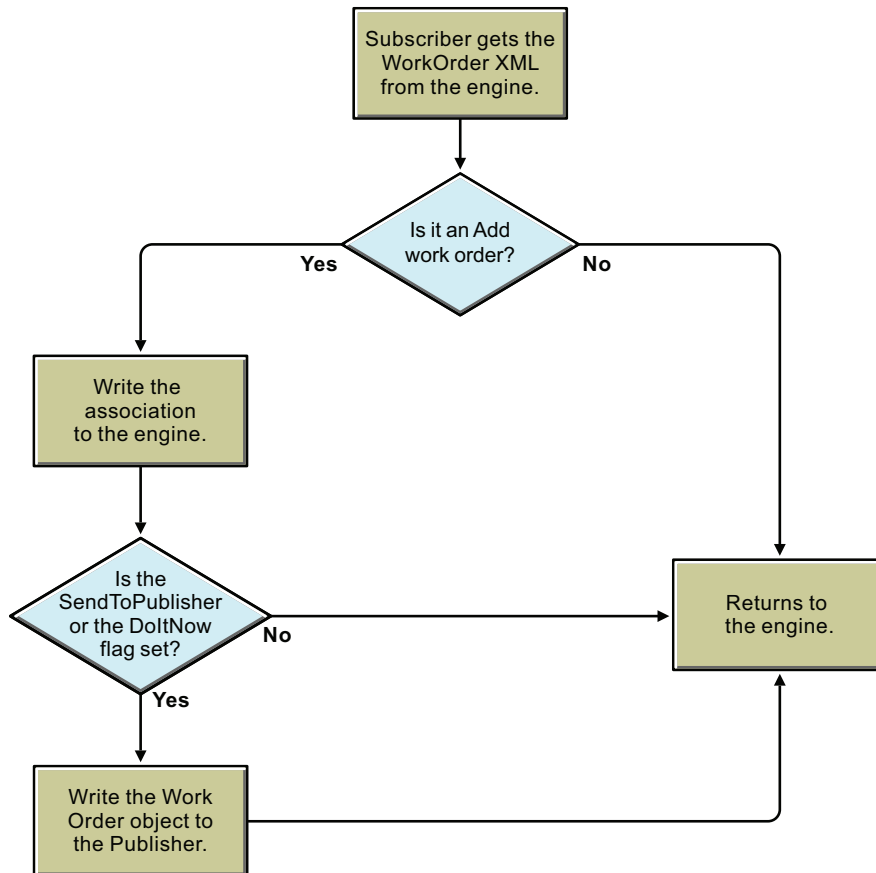 Subscriber gets the
WorkOrder XML
from the engine.
Is it an Add
work order?
Yes
No
Write the
association
to the engine.
Is the
SendToPublisher
or the DoItNow
flag set?
No
Yes
Returns to
the engine.
Write the Work
Order object to
the Publisher.